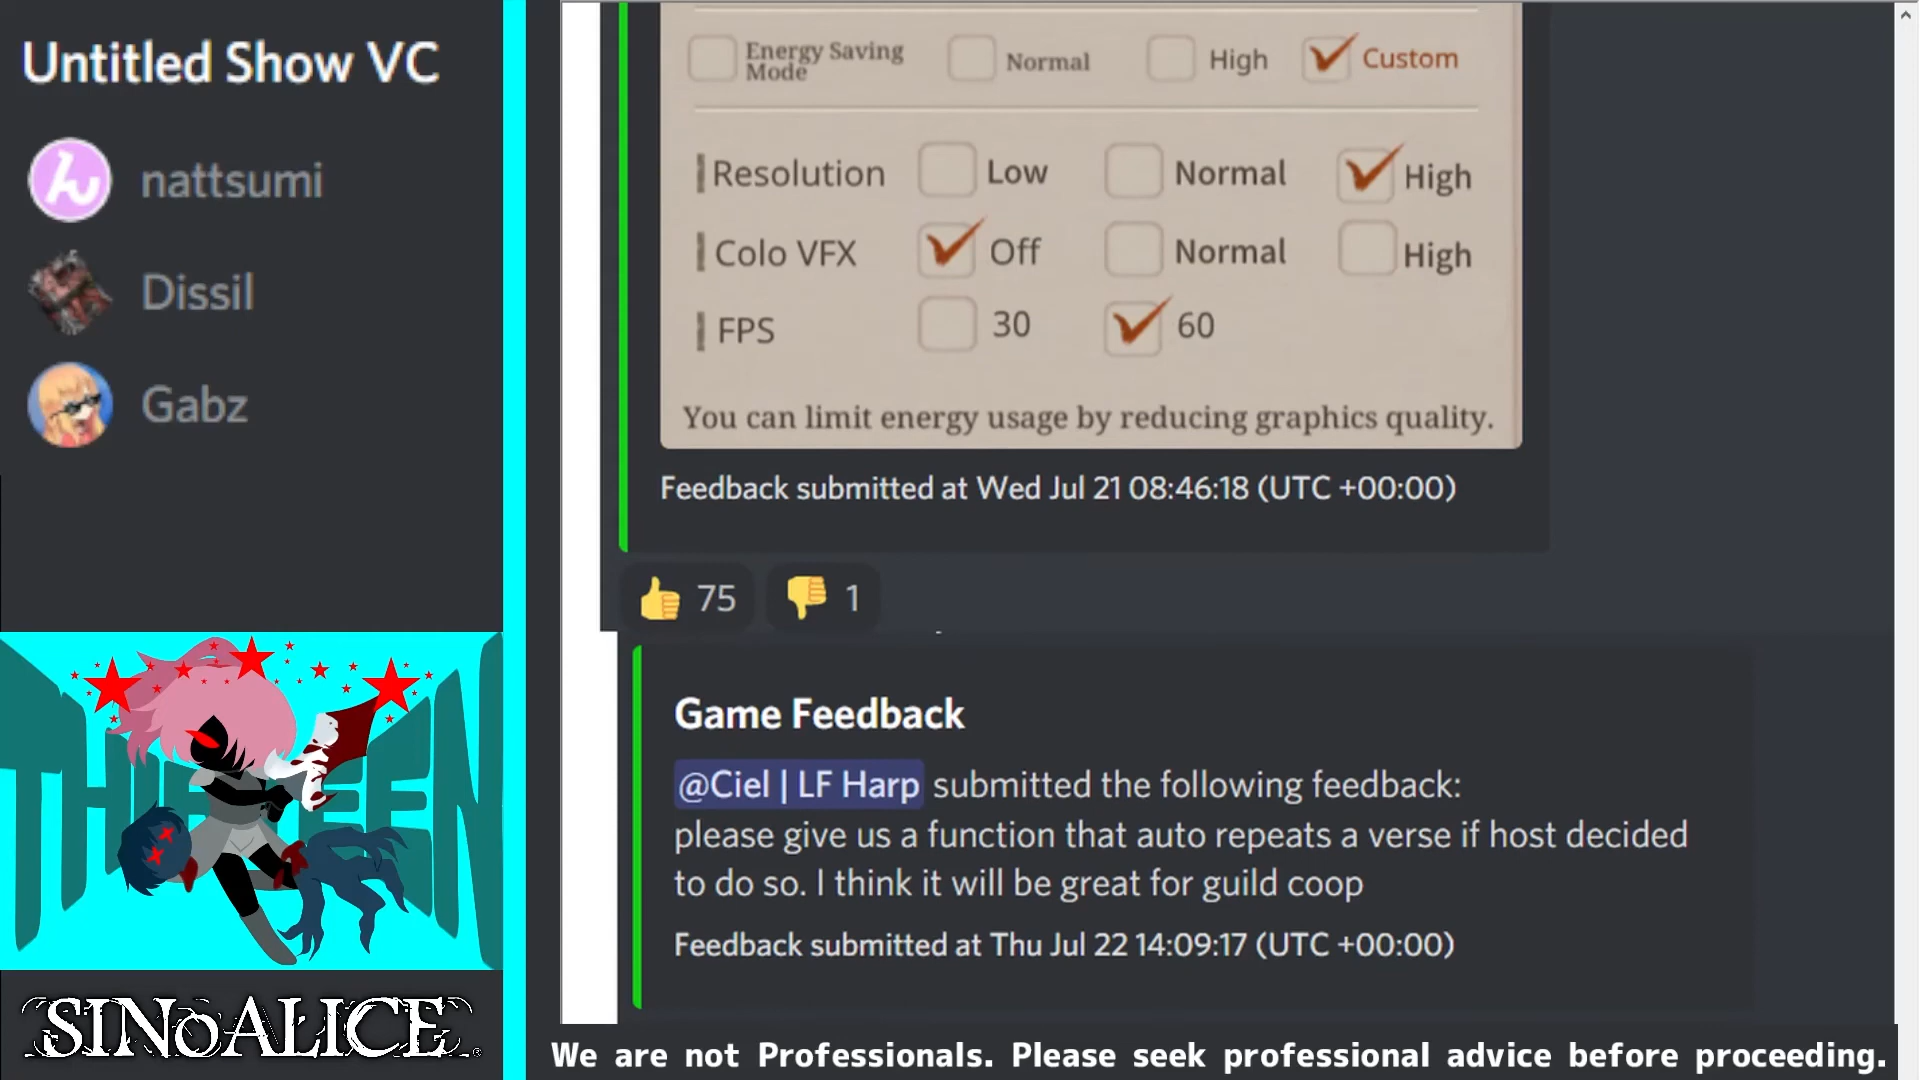 Untitled Show VC
nattsumi
Dissil
Gabz
THIRTEEN
SINoALICE
Energy Saving
Mode
Normal
High
Custom
Resolution
Low
Normal
High
Colo VFX
Off
Normal
High
FPS
30
60
You can limit energy usage by reducing graphics quality.
Feedback submitted at Wed Jul 21 08:46:18 (UTC +00:00)
75
1
Game Feedback
@Ciel | LF Harp submitted the following feedback:
please give us a function that auto repeats a verse if host decided
to do so. I think it will be great for guild coop
Feedback submitted at Thu Jul 22 14:09:17 (UTC +00:00)
We are not Professionals. Please seek professional advice before proceeding.